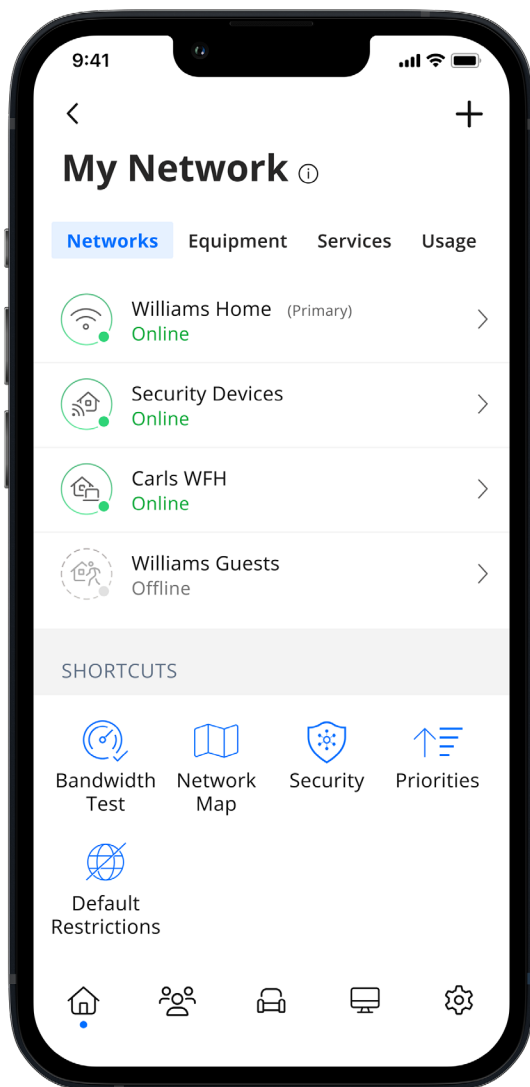 9:41
My Network
Networks Equipment Services Usage
Williams Home (Primary)
Online
Security Devices
Online
Carls WFH
Online
Williams Guests
Offline
SHORTCUTS
Bandwidth Test
Network Map
Security
Priorities
Default Restrictions